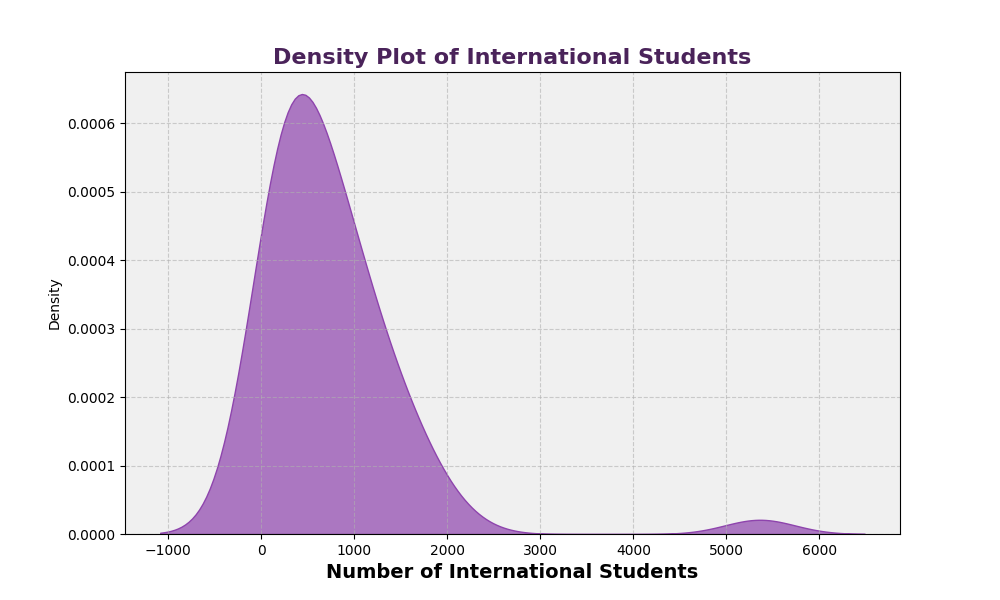 Density Plot of International Students
0.0006
0.0005
0.0004
0.0003
0.0002
0.0001
0.0000
Density
−1000 0 1000 2000 3000 4000 5000 6000
Number of International Students